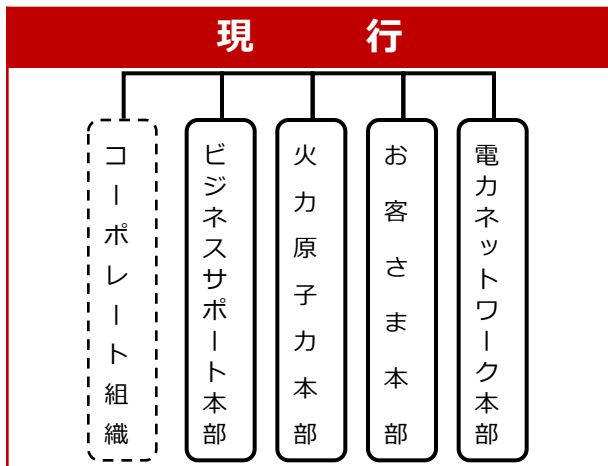 現　行
コーポレート組織
ビジネスサポート本部
火力原子力本部
お客さま本部
電力ネットワーク本部